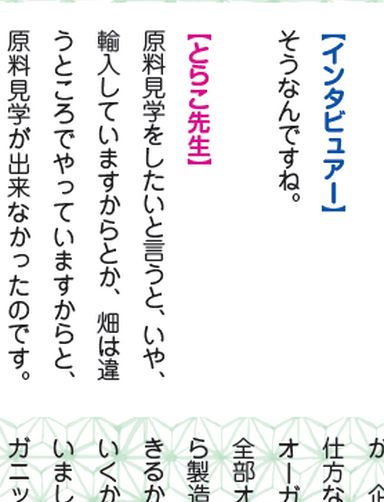 【インタビュアー】
そうなんですね。
【とらこ先生】
原料見学をしたいと言うと、いや、
輸入していますからとか、畑は違
うところでやっていますからと、
原料見学が出来なかったのです。
が、企
仕方な
オーガ
全部オ
ら製造
きるか
いくか
いまし
ガニッ